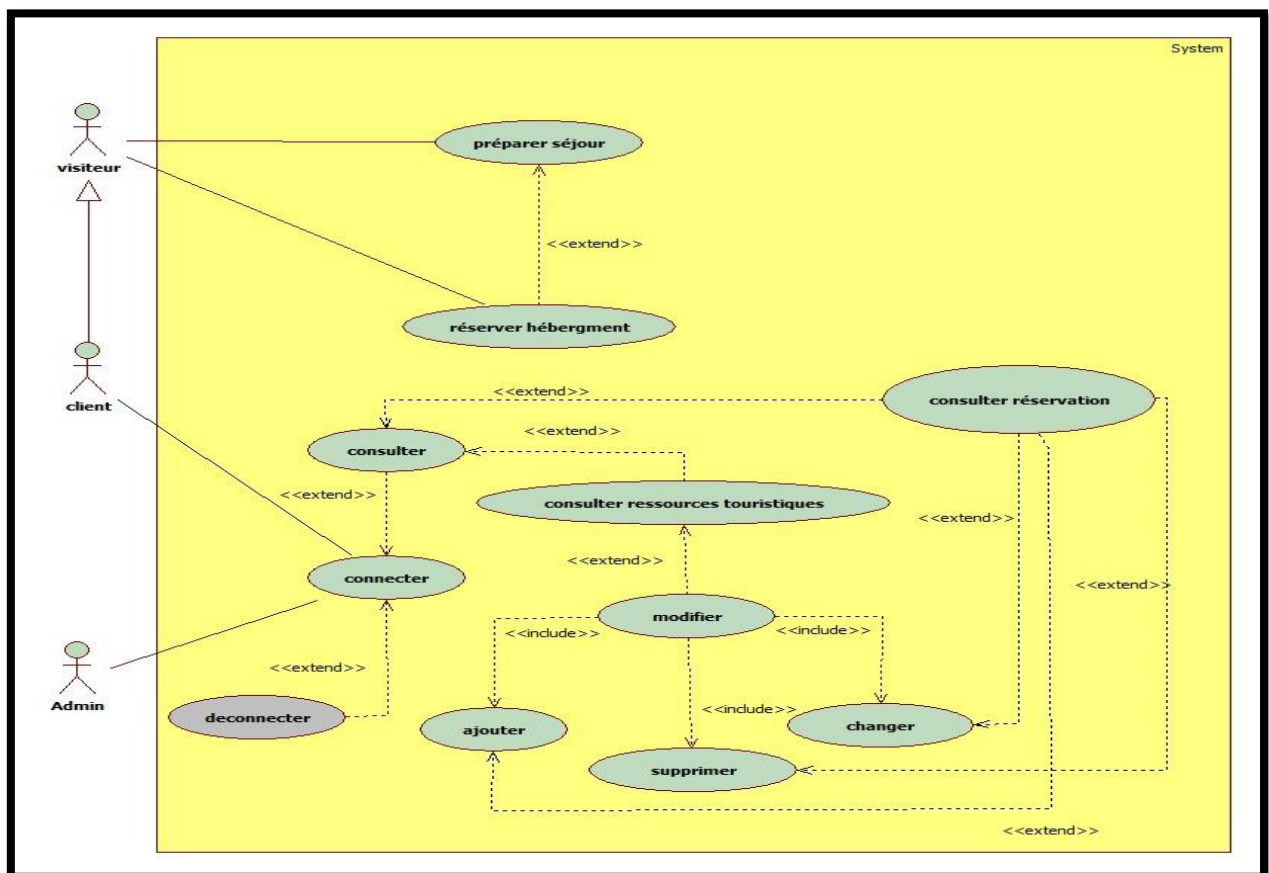 System
visiteur
préparer séjour
<<extend>>
réserver hébergment
client
<<extend>>
consulter réservation
<<extend>>
consulter
<<extend>>
consulter ressources touristiques
<<extend>>
<<extend>>
connecter
<<extend>>
modifier
<<include>>
<<include>>
Admin
<<extend>>
deconnecter
<<include>>
ajouter
changer
supprimer
<<extend>>